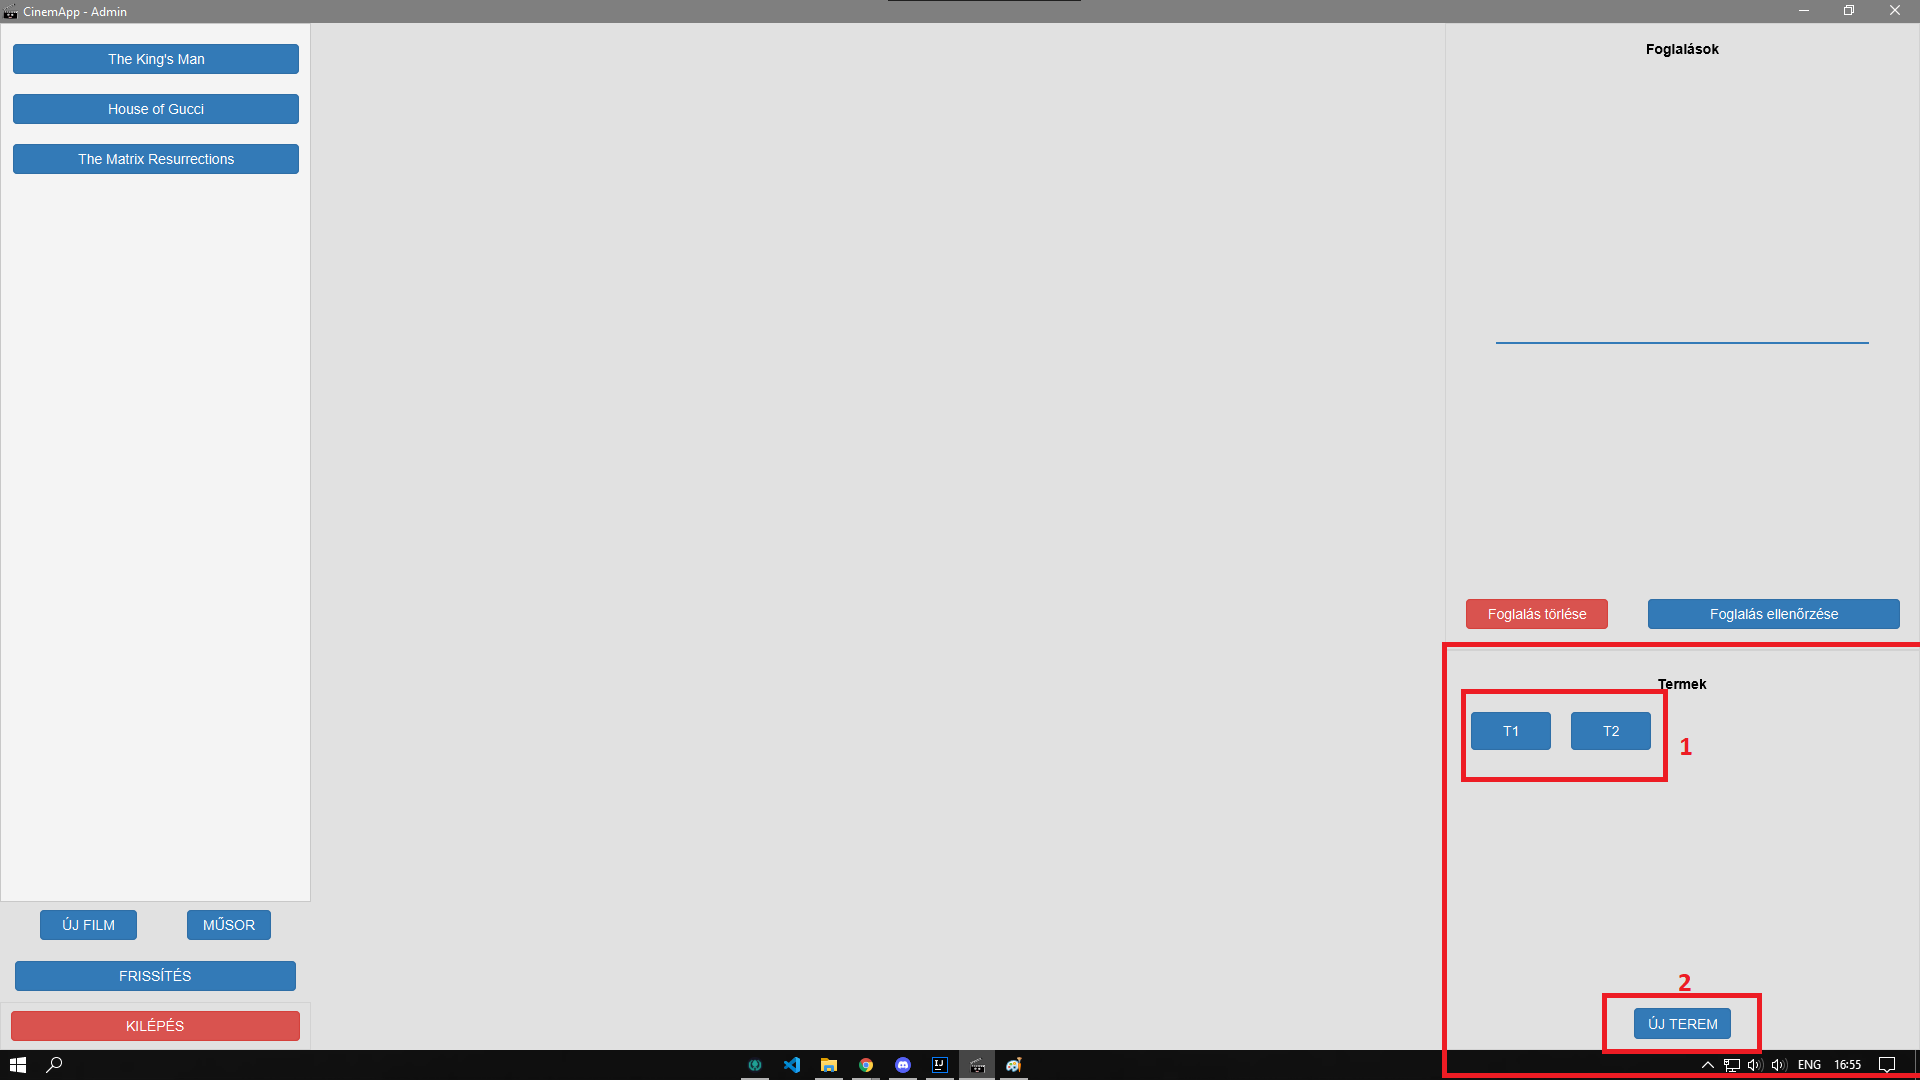 CinemApp - Admin
The King's Man
House of Gucci
The Matrix Resurrections
ÚJ FILM
MŰSOR
FRISSÍTÉS
KILÉPÉS
Foglalások
Foglalás törlése
Foglalás ellenőrzése
Termek
T1
T2
1
2
ÚJ TEREM
IJ
ENG
16:55